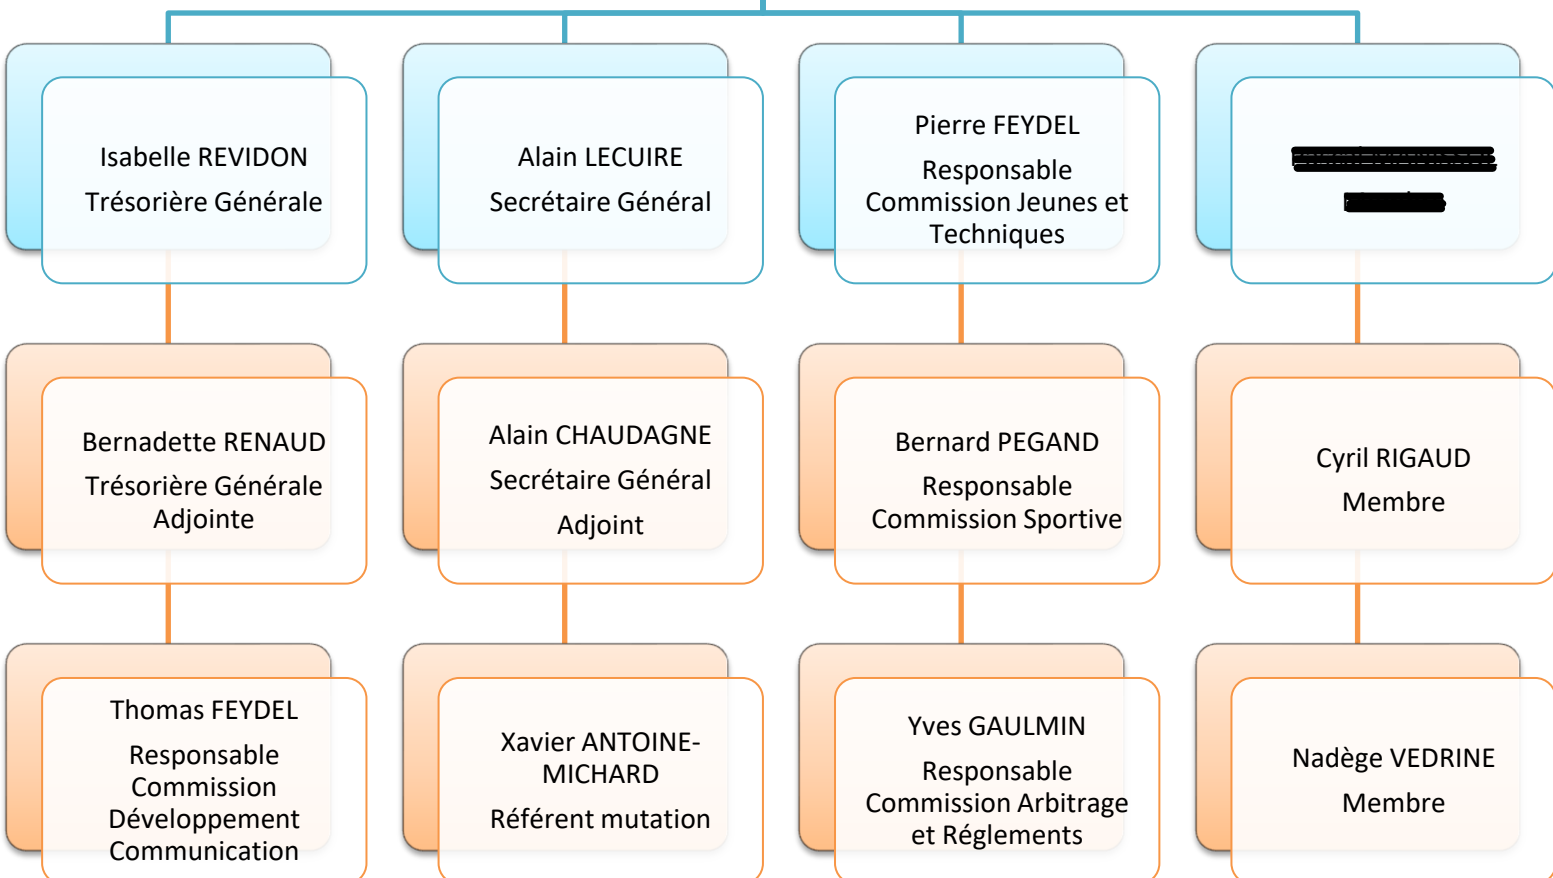 Isabelle REVIDON
Trésorière Générale
Alain LECUIRE
Secrétaire Général
Pierre FEYDEL
Responsable
Commission Jeunes et
Techniques
Bernadette RENAUD
Trésorière Générale
Adjointe
Alain CHAUDAGNE
Secrétaire Général
Adjoint
Bernard PEGAND
Responsable
Commission Sportive
Cyril RIGAUD
Membre
Thomas FEYDEL
Responsable
Commission
Développement
Communication
Xavier ANTOINE-
MICHARD
Référent mutation
Yves GAULMIN
Responsable
Commission Arbitrage
et Réglements
Nadège VEDRINE
Membre